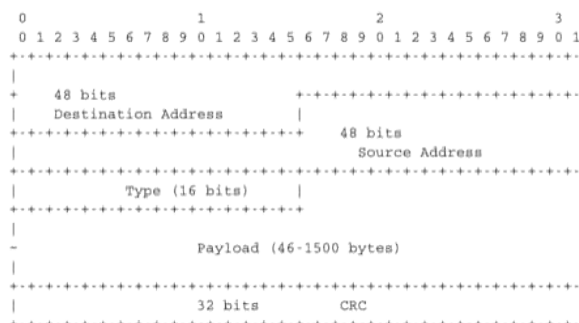 0                   1                   2                   3
0 1 2 3 4 5 6 7 8 9 0 1 2 3 4 5 6 7 8 9 0 1 2 3 4 5 6 7 8 9 0 1
+-+-+-+-+-+-+-+-+-+-+-+-+-+-+-+-+-+-+-+-+-+-+-+-+-+-+-+-+-+-+-+-
|
+    48 bits                    +-+-+-+-+-+-+-+-+-+-+-+-+-+-+-+-
|    Destination Address        |
+-+-+-+-+-+-+-+-+-+-+-+-+-+-+-+-+    48 bits
|                                      Source Address
+-+-+-+-+-+-+-+-+-+-+-+-+-+-+-+-+-+-+-+-+-+-+-+-+-+-+-+-+-+-+-+-
|            Type (16 bits)     |
+-+-+-+-+-+-+-+-+-+-+-+-+-+-+-+-+
|
~                    Payload (46-1500 bytes)
|
+-+-+-+-+-+-+-+-+-+-+-+-+-+-+-+-+-+-+-+-+-+-+-+-+-+-+-+-+-+-+-+-
|                    32 bits         CRC
+-+-+-+-+-+-+-+-+-+-+-+-+-+-+-+-+-+-+-+-+-+-+-+-+-+-+-+-+-+-+-+-